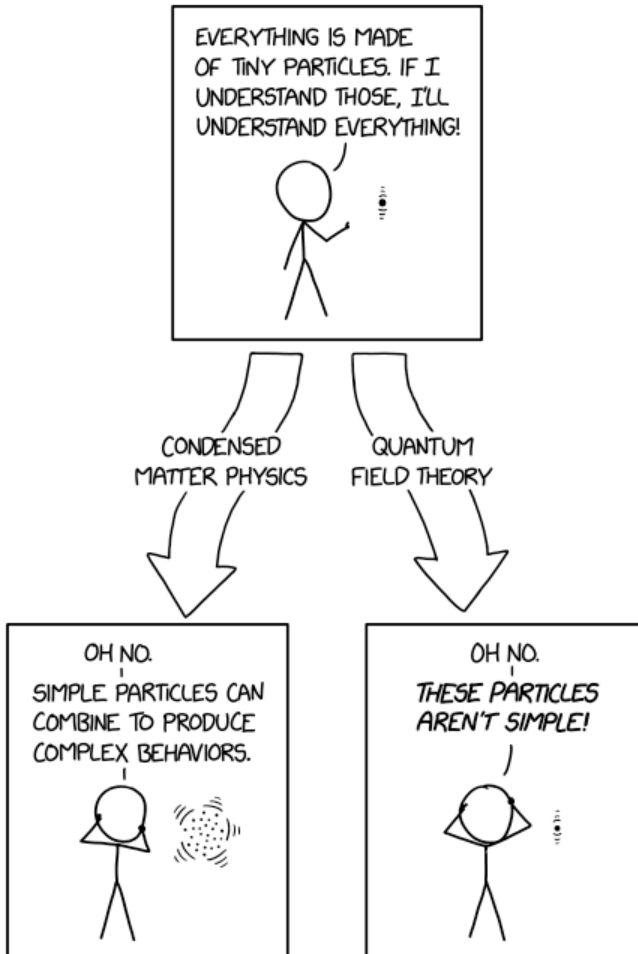 EVERYTHING IS MADE
OF TINY PARTICLES. IF I
UNDERSTAND THOSE, I'LL
UNDERSTAND EVERYTHING!
CONDENSED
MATTER PHYSICS
QUANTUM
FIELD THEORY
OH NO.
SIMPLE PARTICLES CAN
COMBINE TO PRODUCE
COMPLEX BEHAVIORS.
OH NO.
THESE PARTICLES
AREN'T SIMPLE!